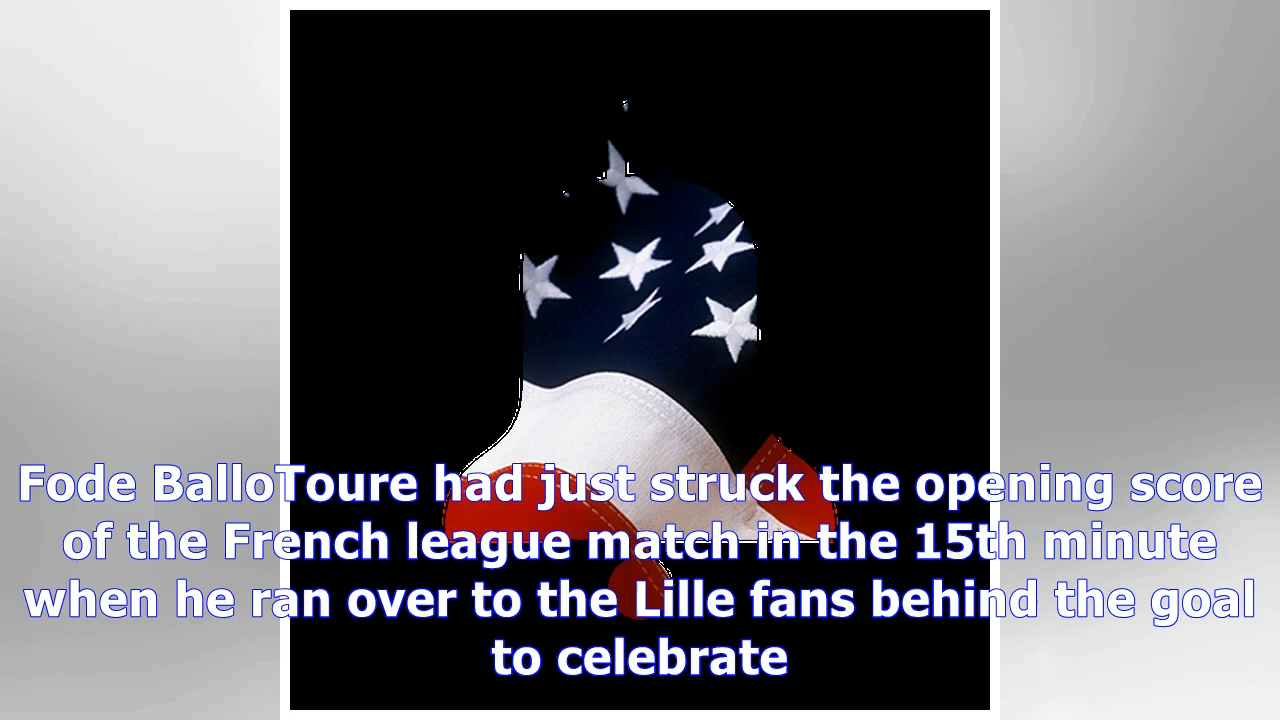 Fode BalloToure had just struck the opening score
of the French league match in the 15th minute
when he ran over to the Lille fans behind the goal
to celebrate